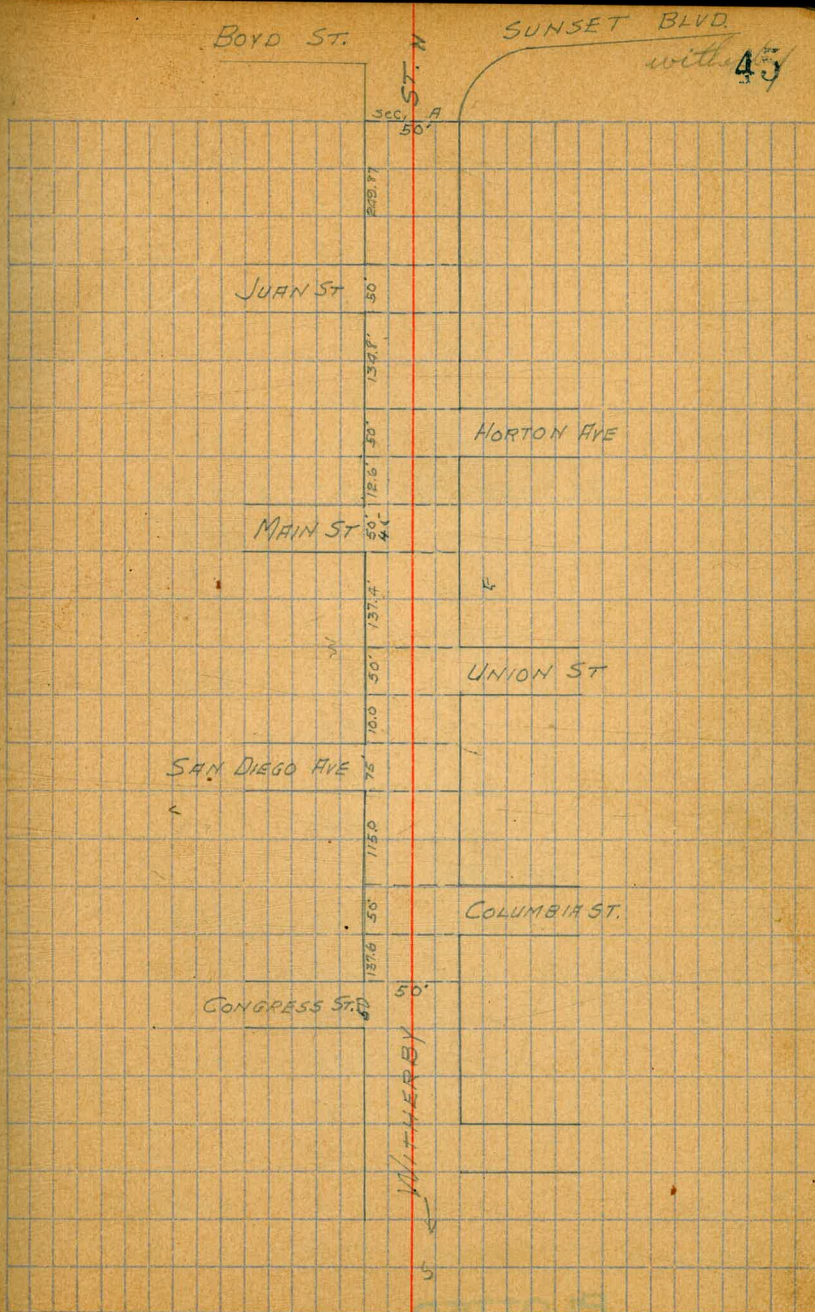 BOYD ST.
ST. N
SUNSET BLVD.
45
SEC. A
50'
JUAN ST
50'
134.8'
50'
HORTON AVE
12.6'
MAIN ST
50'
137.4'
50'
UNION ST
10.0
SAN DIEGO AVE
75'
115.0
50'
COLUMBIA ST.
137.6
50'
CONGRESS ST.
50
WITHERBY
S